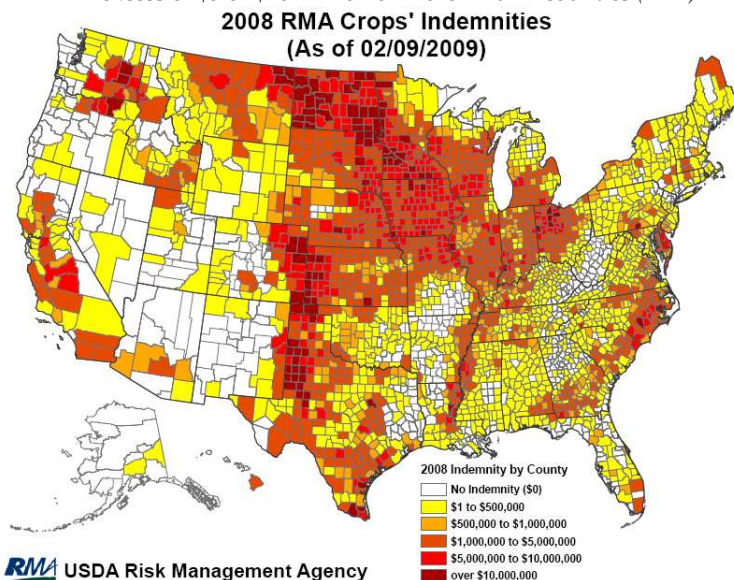 2008 RMA Crops' Indemnities
(As of 02/09/2009)
2008 Indemnity by County
No Indemnity ($0)
$1 to $500,000
$500,000 to $1,000,000
$1,000,000 to $5,000,000
$5,000,000 to $10,000,000
over $10,000,000
RMA USDA Risk Management Agency